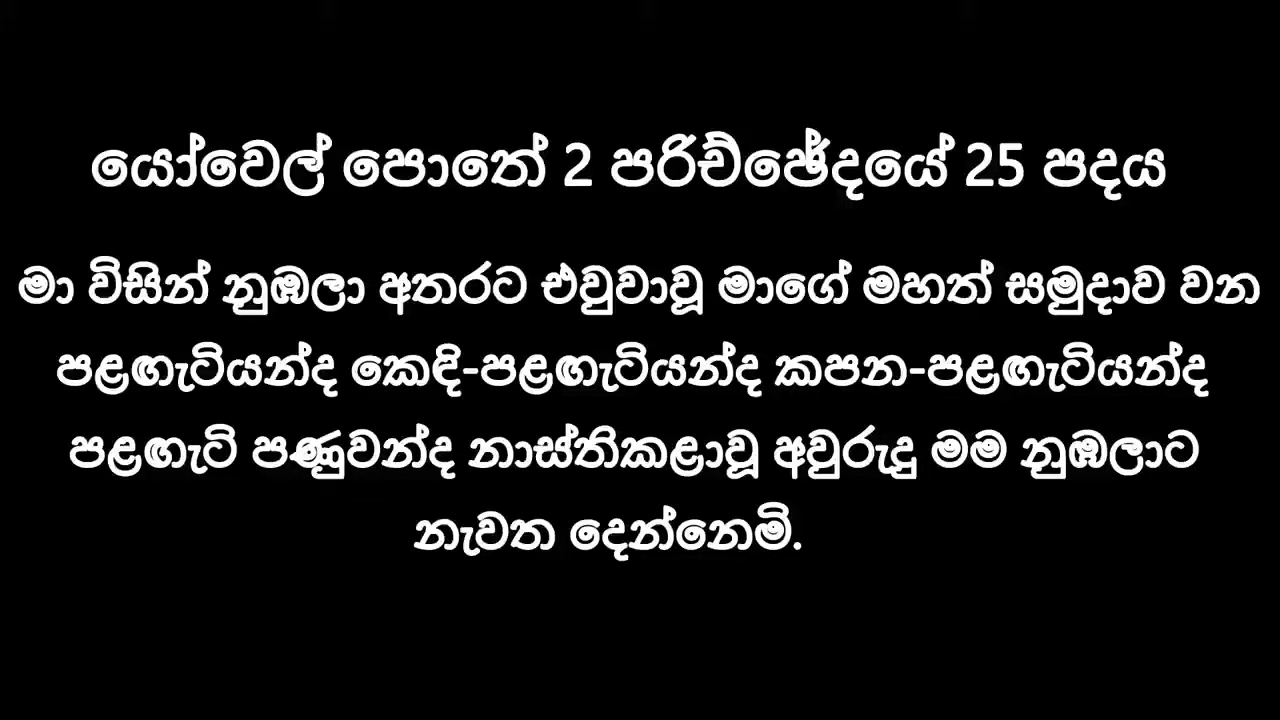 යෝවෙල් පොතේ 2 පරිච්ඡේදයේ 25 පදය
මා විසින් නුඹලා අතරට එවුවාවූ මාගේ මහත් සමුදාව වන
පළඟැටියන්ද කෙඳි-පළඟැටියන්ද කපන-පළඟැටියන්ද
පළඟැටි පණුවන්ද නාස්තිකළාවූ අවුරුදු මම නුඹලාට
නැවත දෙන්නෙමි.